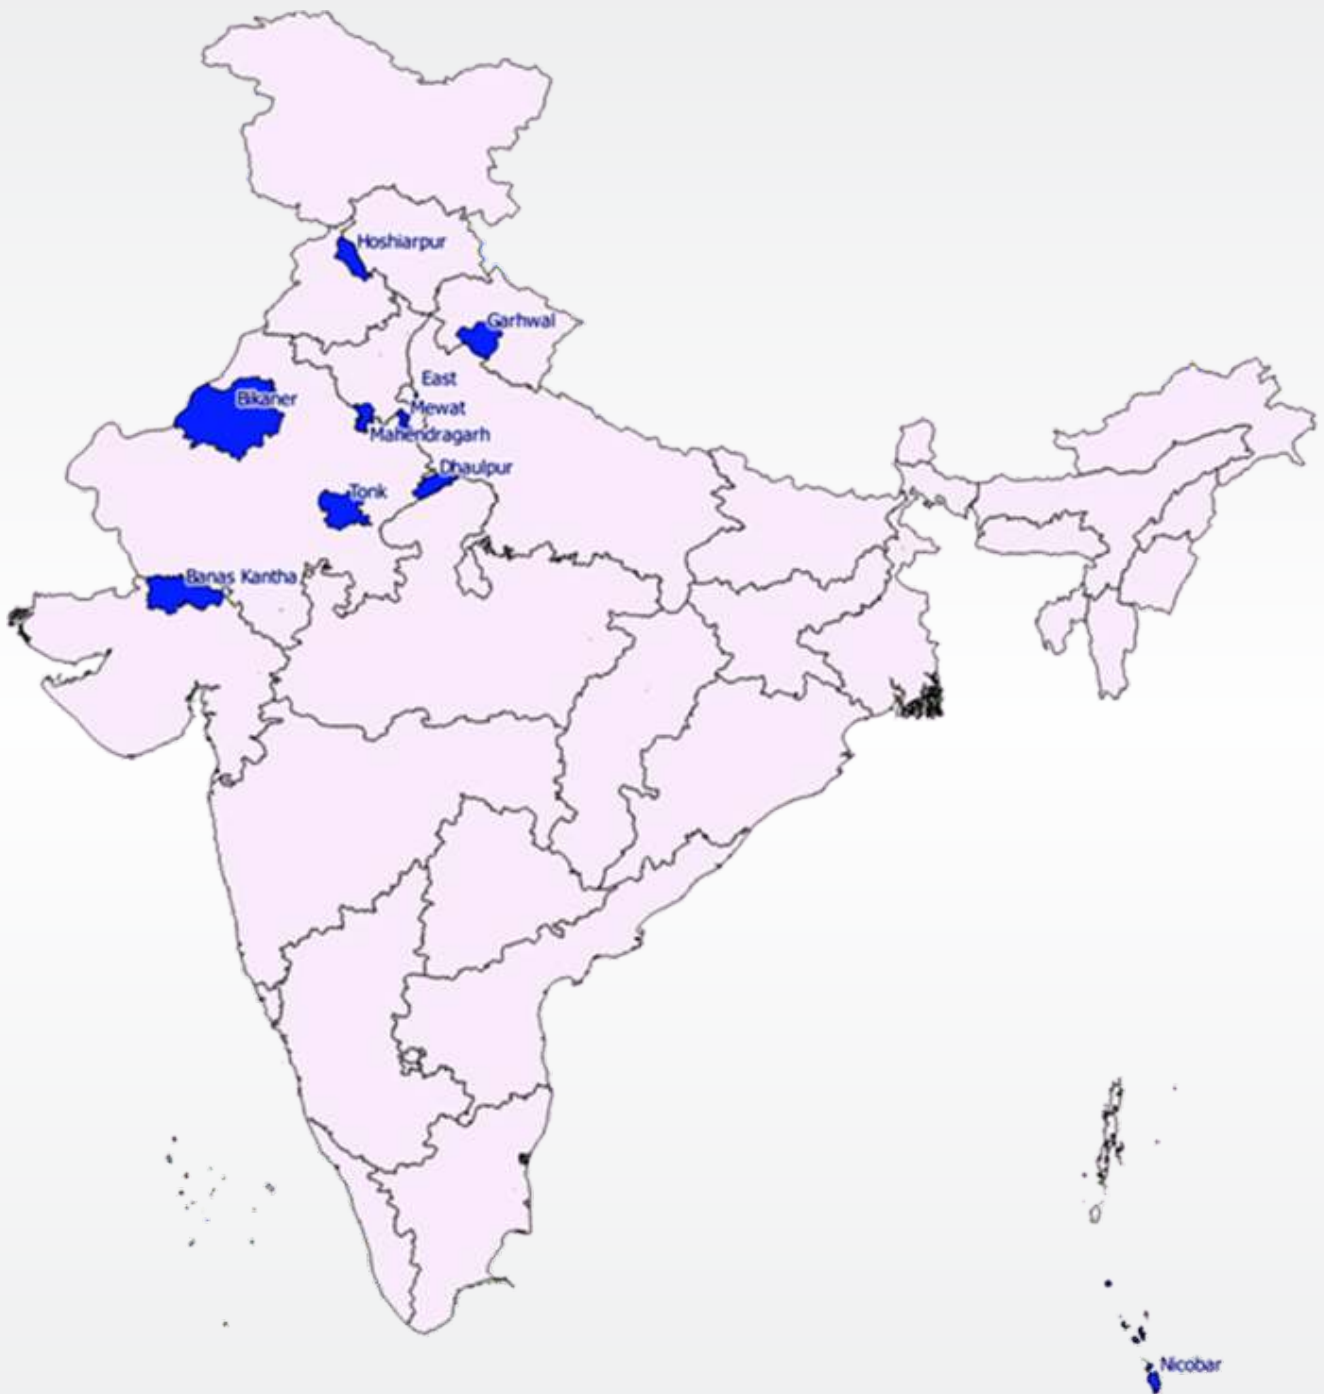 Hoshiarpur
Garhwal
East
Bikaner
Mewat
Mahendragarh
Dhaulpur
Tonk
Banas Kantha
Nicobar